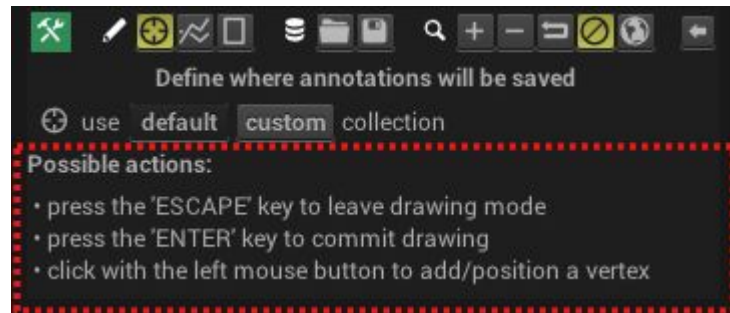 Define where annotations will be saved
use default custom collection
Possible actions:
• press the 'ESCAPE' key to leave drawing mode
• press the 'ENTER' key to commit drawing
• click with the left mouse button to add/position a vertex